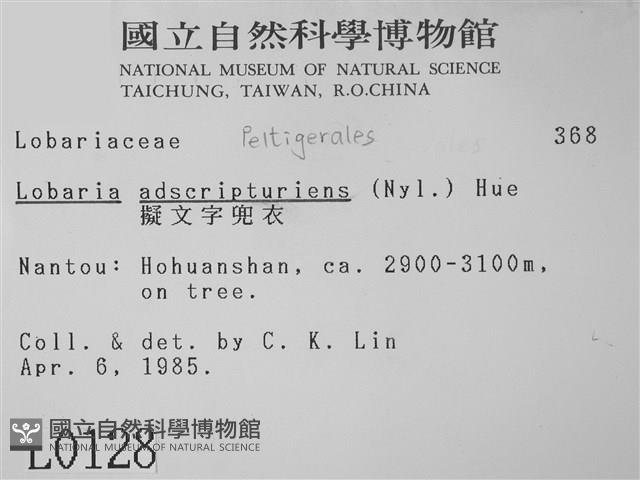 國立自然科學博物館
NATIONAL MUSEUM OF NATURAL SCIENCE
TAICHUNG, TAIWAN, R.O.CHINA
Lobariaceae Peltigerales 368
Lobaria adscripturiens (Nyl.) Hue
擬文字兜衣
Nantou: Hohuanshan, ca. 2900-3100m,
on tree.
Coll. & det. by C. K. Lin
Apr. 6, 1985.
國立自然科學博物館
NATIONAL MUSEUM OF NATURAL SCIENCE
L0128